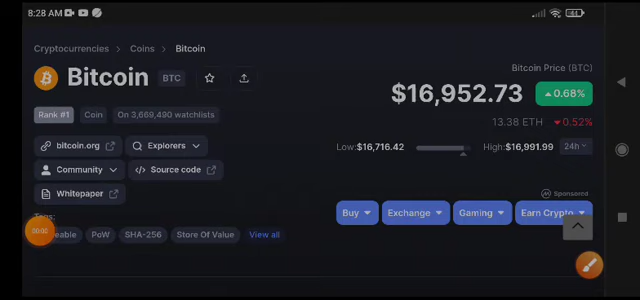 8:28 AM
44
Cryptocurrencies > Coins > Bitcoin
Bitcoin BTC
Bitcoin Price (BTC)
$16,952.73 0.68%
13.38 ETH 0.52%
Rank #1 Coin On 3,669,490 watchlists
Low: $16,716.42 High: $16,991.99 24h
bitcoin.org Explorers
Community Source code
Whitepaper
Sponsored
Buy Exchange Gaming Earn Crypto
Tags:
00:00
eable PoW SHA-256 Store Of Value View all